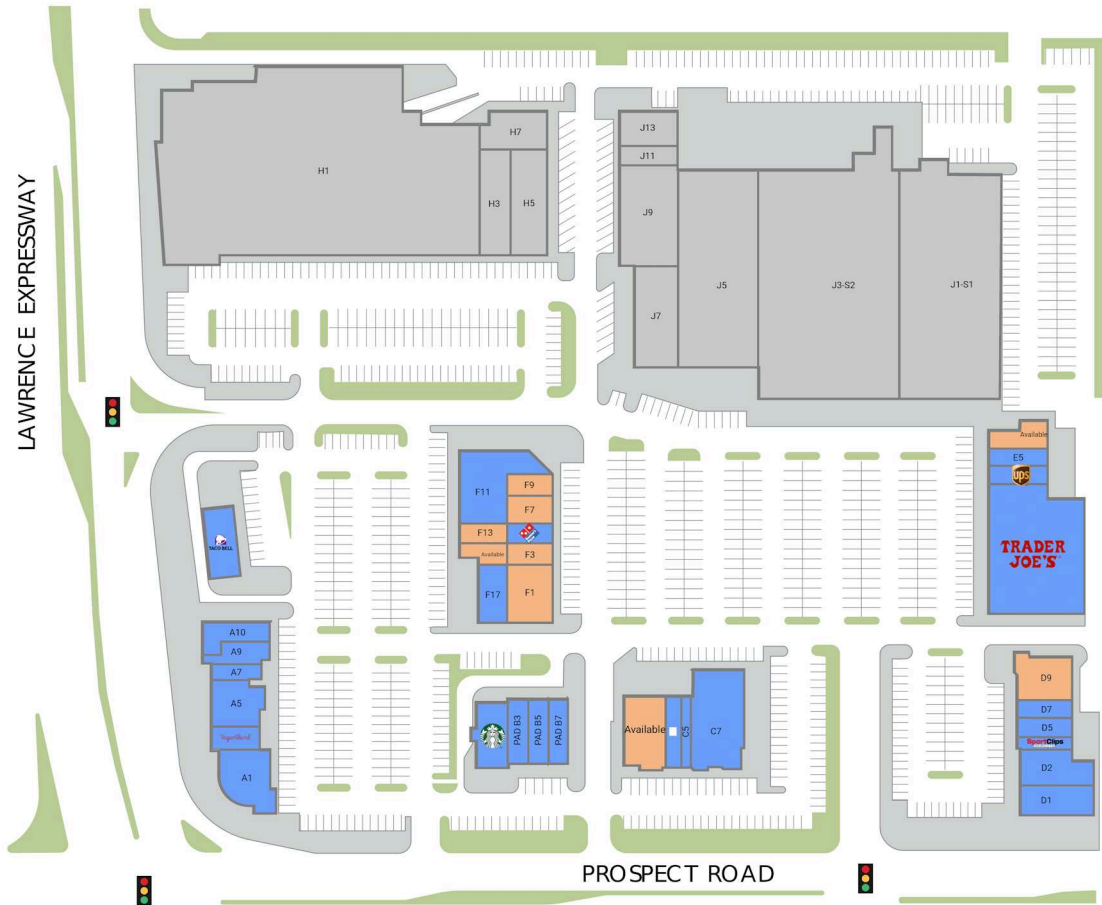 LAWRENCE EXPRESSWAY
H1
H7
H3
H5
J13
J11
J9
J7
J5
J3-S2
J1-S1
TACO BELL
A10
A9
A7
A5
A1
F11
F9
F7
F13
Available
F3
F17
F1
Available
E5
ups
TRADER
JOE'S
PAD B3
PAD B5
PAD B7
Available
C5
C7
D9
D7
D5
SportClips
D2
D1
PROSPECT ROAD